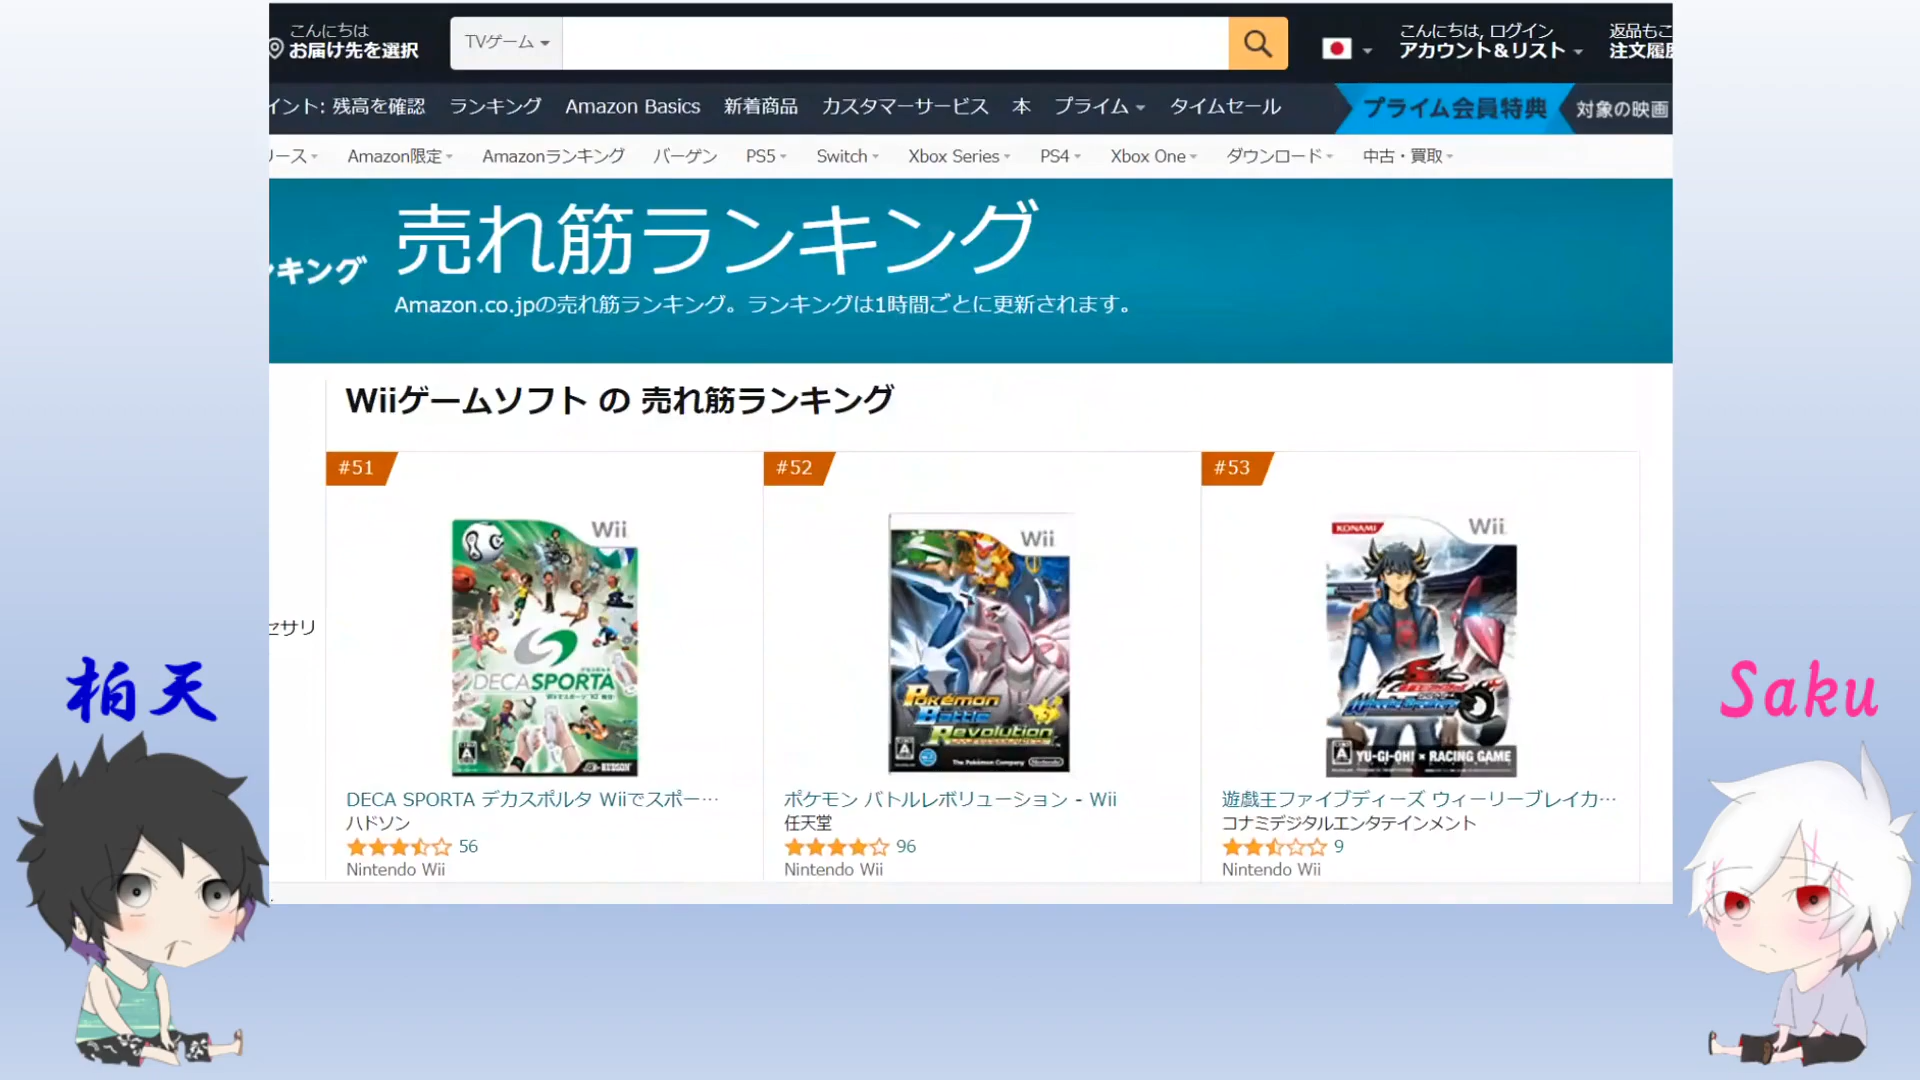 こんにちは
お届け先を選択
TVゲーム
こんにちは, ログイン
アカウント＆リスト
返品もこ
注文履歴
イント: 残高を確認 ランキング Amazon Basics 新着商品 カスタマーサービス 本 プライム タイムセール
プライム会員特典 対象の映画
リース Amazon限定 Amazonランキング バーゲン PS5 Switch Xbox Series PS4 Xbox One ダウンロード 中古・買取
ンキング
売れ筋ランキング
Amazon.co.jpの売れ筋ランキング。ランキングは1時間ごとに更新されます。
Wiiゲームソフト の 売れ筋ランキング
セサリ
#51
Wii
DECA SPORTA
DECA SPORTA デカスポルタ Wiiでスポー…
ハドソン
56
Nintendo Wii
#52
Wii
Pokémon
Battle
Revolution
The Pokémon Company Nintendo
ポケモン バトルレボリューション - Wii
任天堂
96
Nintendo Wii
#53
KONAMI
Wii
YU-GI-OH! × RACING GAME
遊戯王ファイブディーズ ウィーリーブレイカ…
コナミデジタルエンタテインメント
9
Nintendo Wii
柏天
Saku